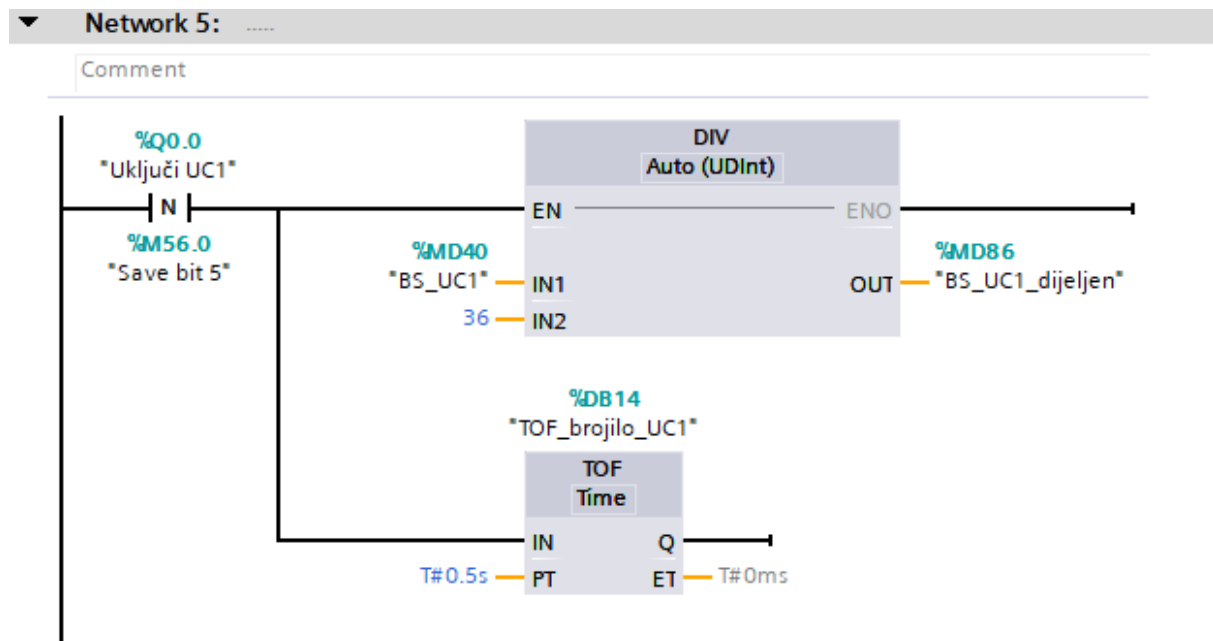 Network 5: .....
Comment
%Q0.0
"Uključi UC1"
N
%M56.0
"Save bit 5"
DIV
Auto (UDInt)
EN ENO
%MD40
"BS_UC1" IN1
36 IN2
%MD86
OUT "BS_UC1_dijeljen"
%DB14
"TOF_brojilo_UC1"
TOF
Time
IN Q
T#0.5s PT ET T#0ms